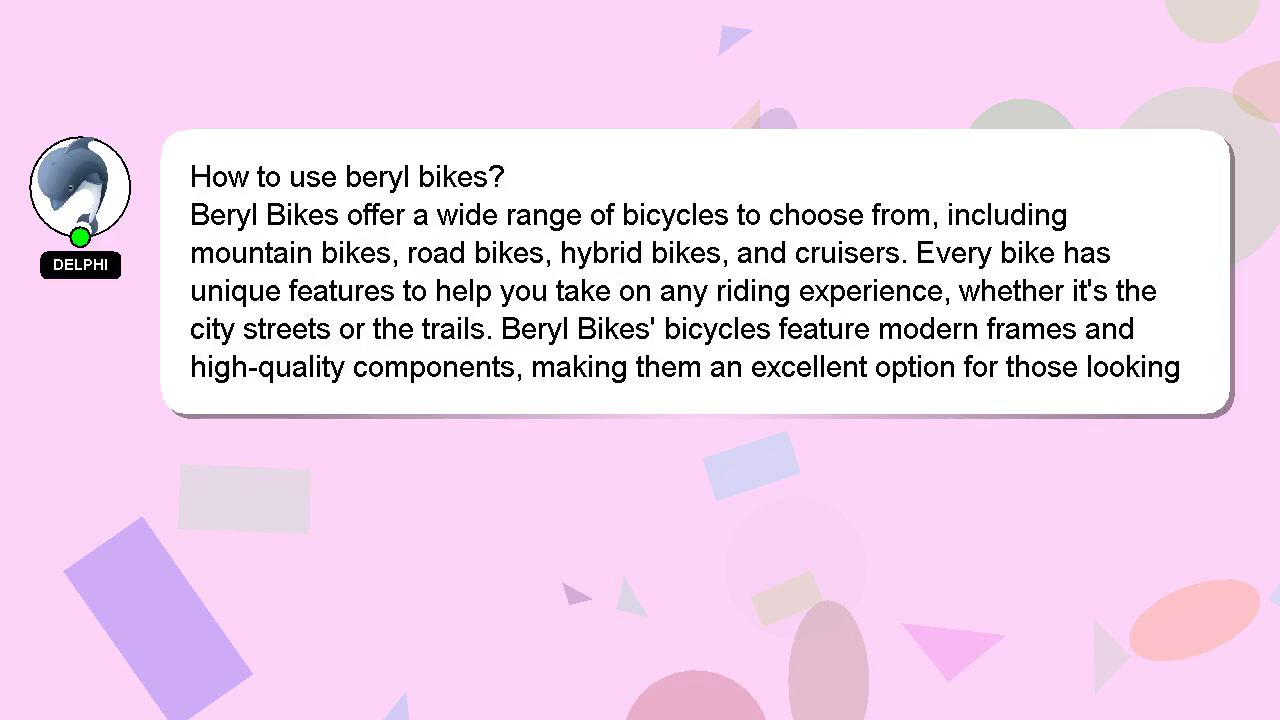 How to use beryl bikes?
Beryl Bikes offer a wide range of bicycles to choose from, including
mountain bikes, road bikes, hybrid bikes, and cruisers. Every bike has
unique features to help you take on any riding experience, whether it's the
city streets or the trails. Beryl Bikes' bicycles feature modern frames and
high-quality components, making them an excellent option for those looking
DELPHI